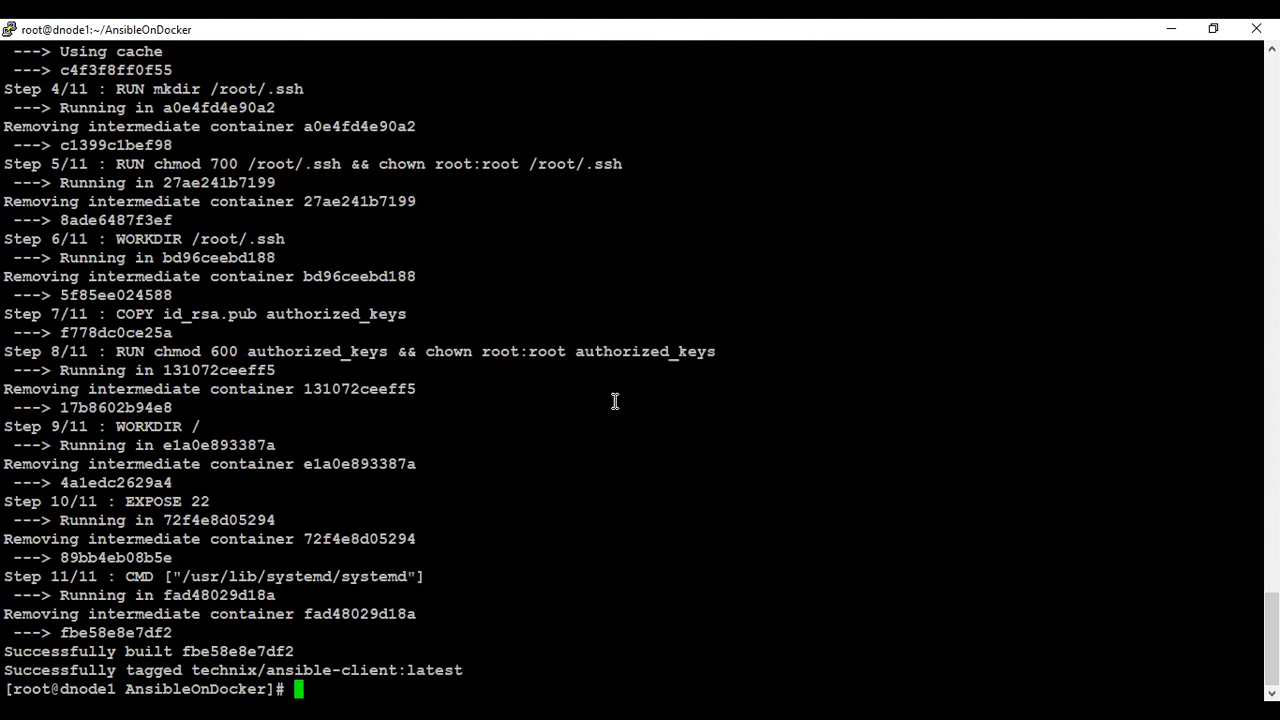 root@dnode1:~/AnsibleOnDocker
---> Using cache
---> c4f3f8ff0f55
Step 4/11 : RUN mkdir /root/.ssh
---> Running in a0e4fd4e90a2
Removing intermediate container a0e4fd4e90a2
---> c1399c1bef98
Step 5/11 : RUN chmod 700 /root/.ssh && chown root:root /root/.ssh
---> Running in 27ae241b7199
Removing intermediate container 27ae241b7199
---> 8ade6487f3ef
Step 6/11 : WORKDIR /root/.ssh
---> Running in bd96ceebd188
Removing intermediate container bd96ceebd188
---> 5f85ee024588
Step 7/11 : COPY id_rsa.pub authorized_keys
---> f778dc0ce25a
Step 8/11 : RUN chmod 600 authorized_keys && chown root:root authorized_keys
---> Running in 131072ceeff5
Removing intermediate container 131072ceeff5
---> 17b8602b94e8
Step 9/11 : WORKDIR /
---> Running in e1a0e893387a
Removing intermediate container e1a0e893387a
---> 4a1edc2629a4
Step 10/11 : EXPOSE 22
---> Running in 72f4e8d05294
Removing intermediate container 72f4e8d05294
---> 89bb4eb08b5e
Step 11/11 : CMD ["/usr/lib/systemd/systemd"]
---> Running in fad48029d18a
Removing intermediate container fad48029d18a
---> fbe58e8e7df2
Successfully built fbe58e8e7df2
Successfully tagged technix/ansible-client:latest
[root@dnode1 AnsibleOnDocker]#